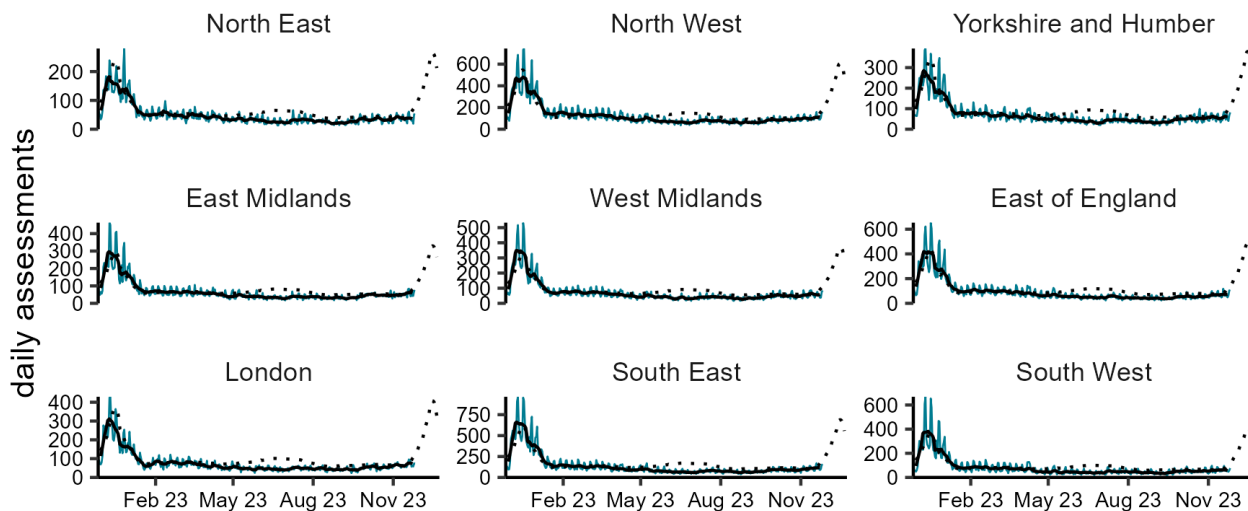 North East North West Yorkshire and Humber
200 600 300
100 400 200
0 200 100
0 0
daily assessments
East Midlands West Midlands East of England
400 500 600
300 400 400
200 300 200
100 200 0
0 100
0
London South East South West
400 750 600
300 500 400
200 250 200
100 0 0
0
Feb 23 May 23 Aug 23 Nov 23 Feb 23 May 23 Aug 23 Nov 23 Feb 23 May 23 Aug 23 Nov 23